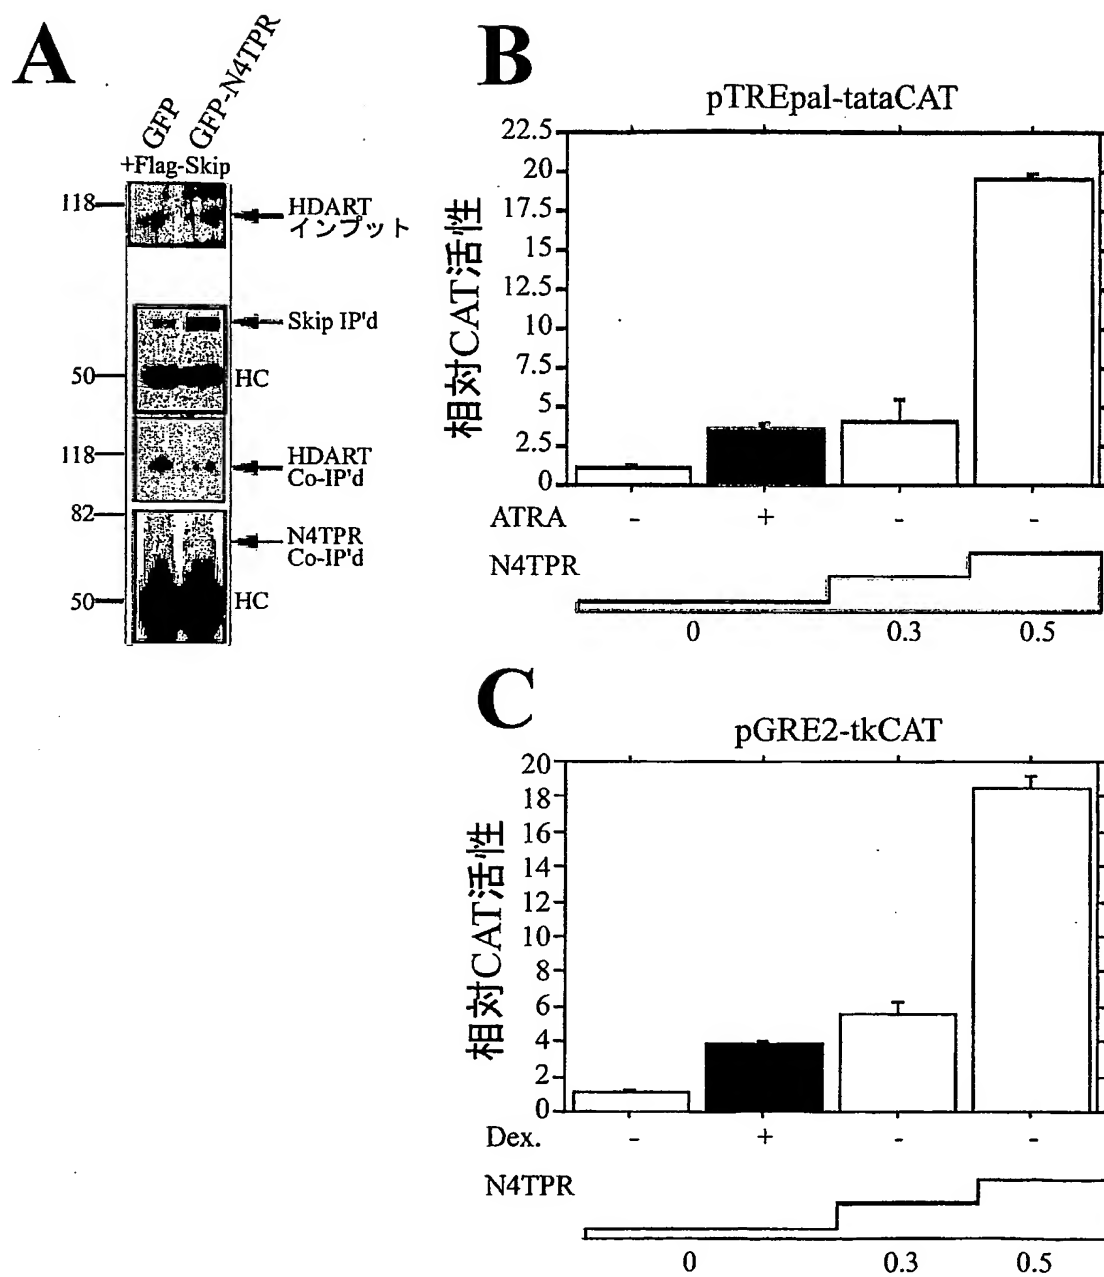 A
GFP
GFP-N4TPR
+Flag-Skip
118
HDART
インプット
Skip IP'd
50
HC
118
HDART
Co-IP'd
82
N4TPR
Co-IP'd
50
HC
B
pTREpal-tataCAT
相対CAT活性
22.5
20
17.5
15
12.5
10
7.5
5
2.5
0
ATRA - + - -
N4TPR
0 0.3 0.5
C
pGRE2-tkCAT
相対CAT活性
20
18
16
14
12
10
8
6
4
2
0
Dex. - + - -
N4TPR
0 0.3 0.5